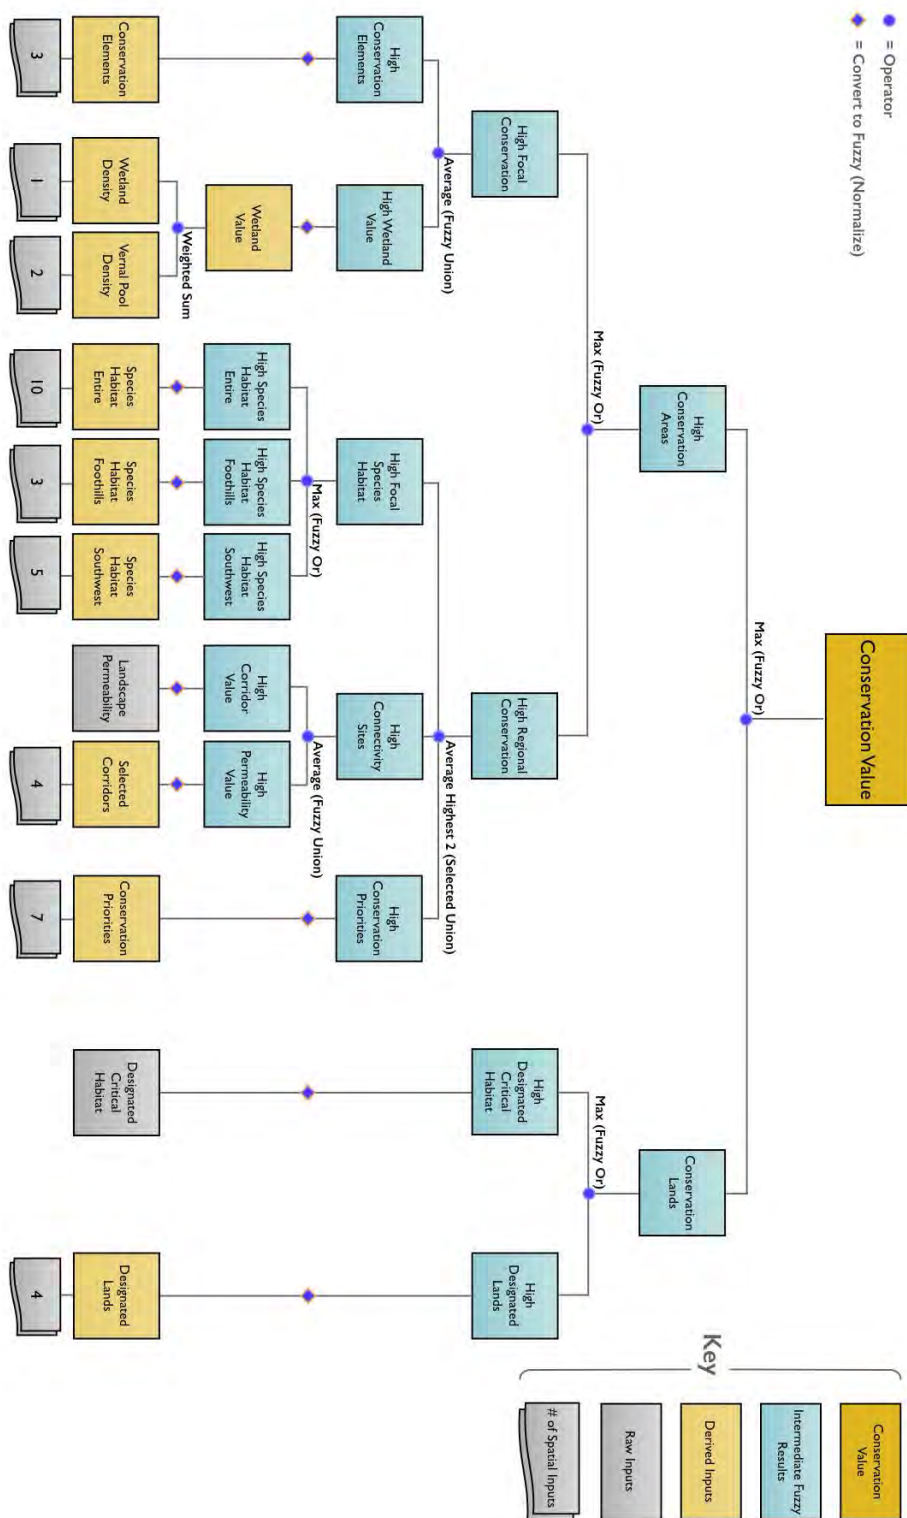 Conservation Value
Max (Fuzzy Or)
High
Conservation
Areas
Conservation
Lands
Max (Fuzzy Or)
Max (Fuzzy Or)
High Focal
Conservation
High Regional
Conservation
High
Designated
Critical
Habitat
High
Designated
Lands
Average (Fuzzy Union)
Average Highest 2 (Selected Union)
High
Conservation
Elements
High Wetland
Value
High Focal
Species
Habitat
High
Connectivity
Sites
High
Conservation
Priorities
Max (Fuzzy Or)
Average (Fuzzy Union)
Wetland
Value
High Species
Habitat
Entire
High Species
Habitat
Foothills
High Species
Habitat
Southwest
High
Corridor
Value
High
Permeability
Value
Weighted Sum
Conservation
Elements
Wetland
Density
Vernal Pool
Density
Species
Habitat
Entire
Species
Habitat
Foothills
Species
Habitat
Southwest
Landscape
Permeability
Selected
Corridors
Conservation
Priorities
Designated
Critical
Habitat
Designated
Lands
3
1
2
10
3
5
4
7
4
= Operator
= Convert to Fuzzy (Normalize)
Key
Conservation
Value
Intermediate Fuzzy
Results
Derived Inputs
Raw Inputs
# of Spatial Inputs